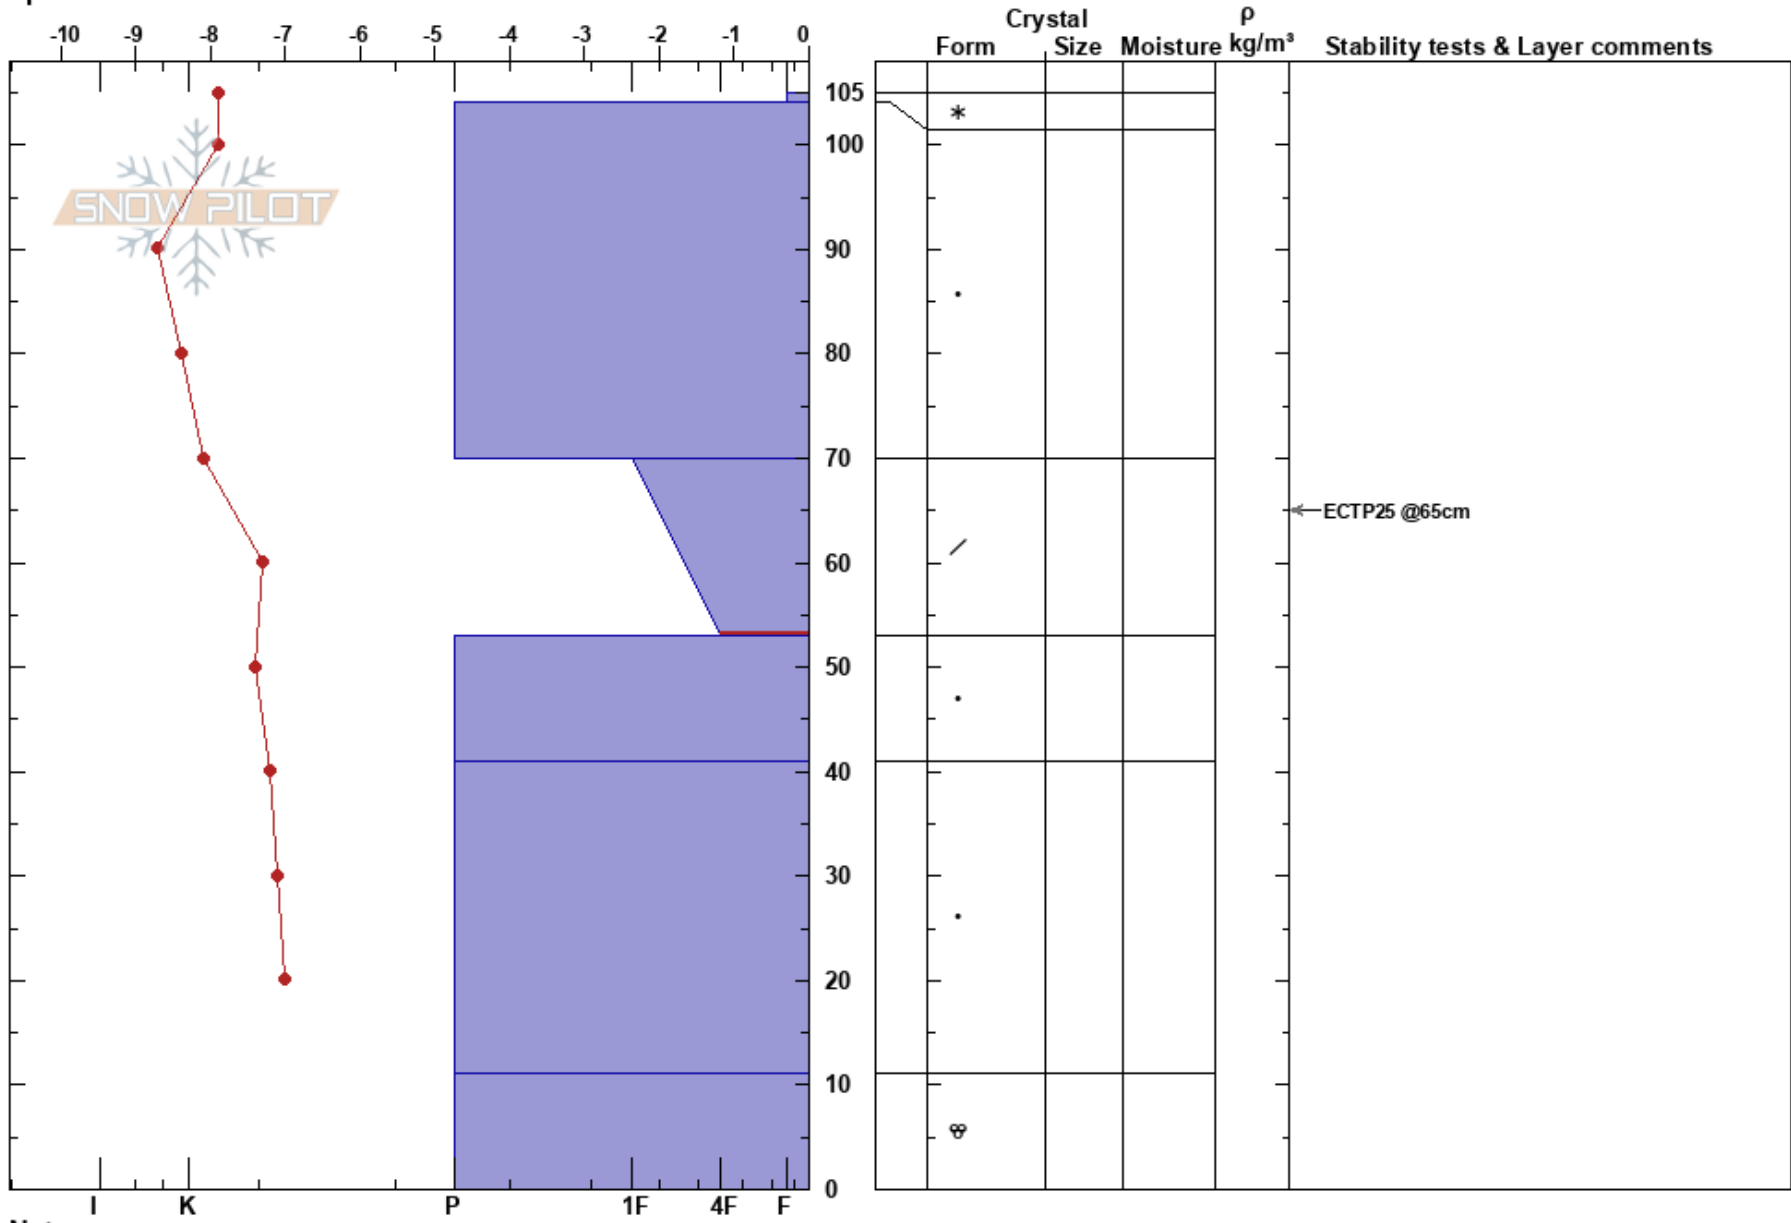 Crystal
ρ
-10 -9 -8 -7 -6 -5 -4 -3 -2 -1 0
Form Size Moisture kg/m³ Stability tests & Layer comments
105
100
SNOW PILOT
90
80
70
ECTP25 @65cm
60
50
40
30
20
10
0
I K P 1F 4F F